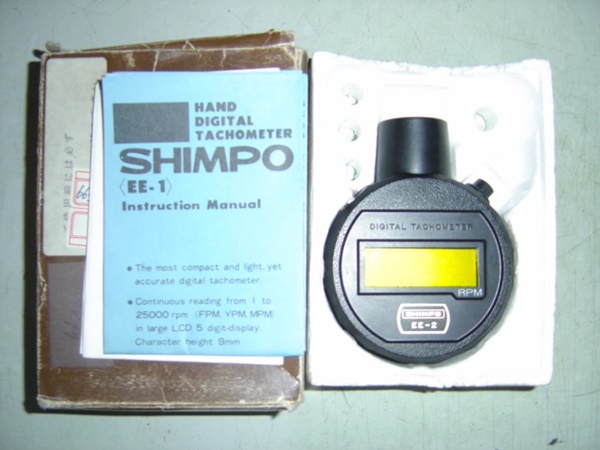 HAND
DIGITAL
TACHOMETER
SHIMPO
〈EE-1〉
Instruction Manual
• The most compact and light, yet
accurate digital tachometer
• Continuous reading from 1 to
25000 rpm. (FPM, YPM, MPM)
in large LCD 5 digit-display.
Character height 9mm
DIGITAL TACHOMETER
RPM
SHIMPO
EE-2